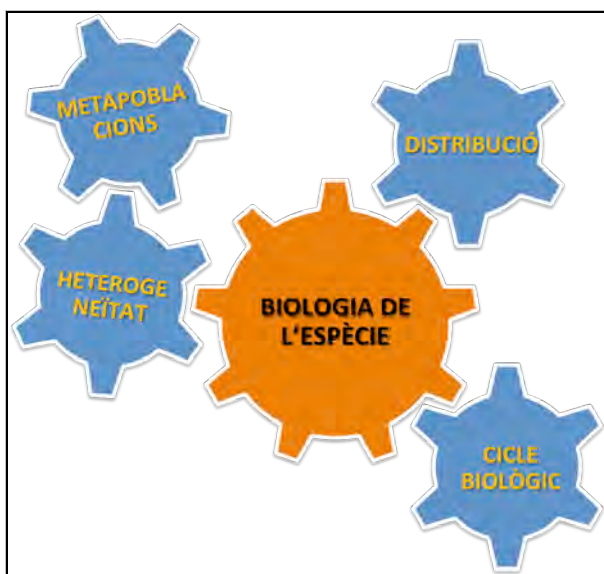 METAPOBLA
CIONS
DISTRIBUCIÓ
HETEROGE
NEÏTAT
BIOLOGIA DE
L'ESPÈCIE
CICLE
BIOLÒGIC